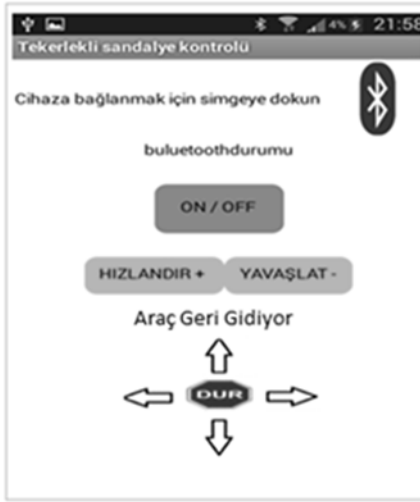 4% 21:58
Tekerlekli sandalye kontrolü
Cihaza bağlanmak için simgeye dokun
buluetoothdurumu
ON / OFF
HIZLANDIR + YAVAŞLAT -
Araç Geri Gidiyor
DUR